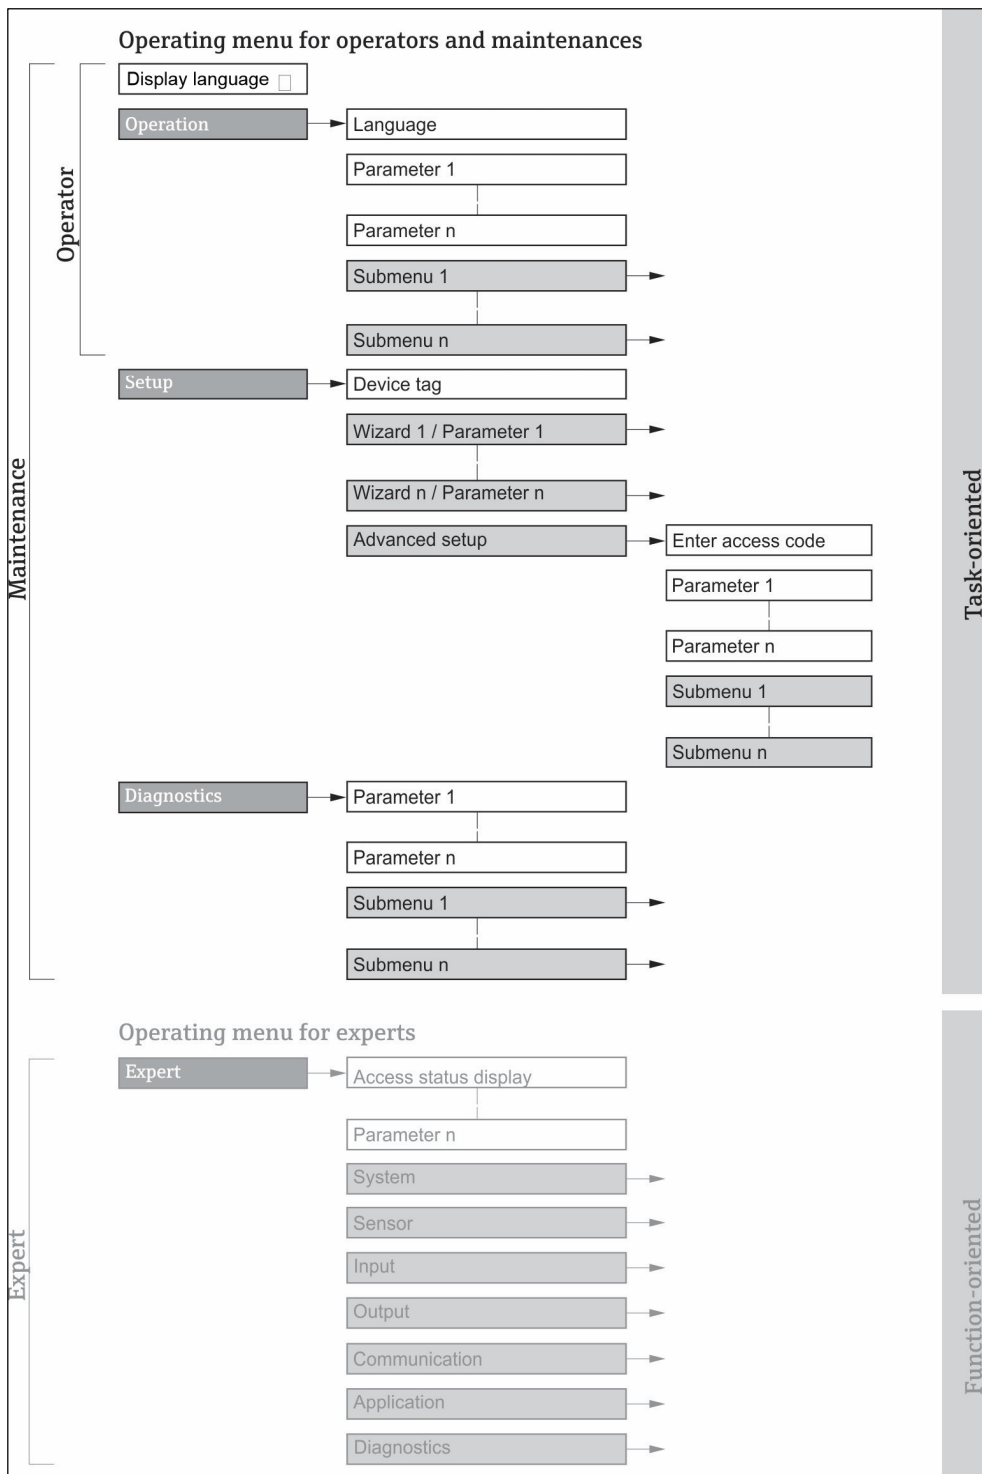 Operating menu for operators and maintenances
Display language
Operation
Language
Parameter 1
Parameter n
Submenu 1
Submenu n
Operator
Setup
Device tag
Wizard 1 / Parameter 1
Wizard n / Parameter n
Advanced setup
Enter access code
Parameter 1
Parameter n
Submenu 1
Submenu n
Maintenance
Task-oriented
Diagnostics
Parameter 1
Parameter n
Submenu 1
Submenu n
Operating menu for experts
Expert
Access status display
Parameter n
System
Sensor
Input
Output
Communication
Application
Diagnostics
Expert
Function-oriented